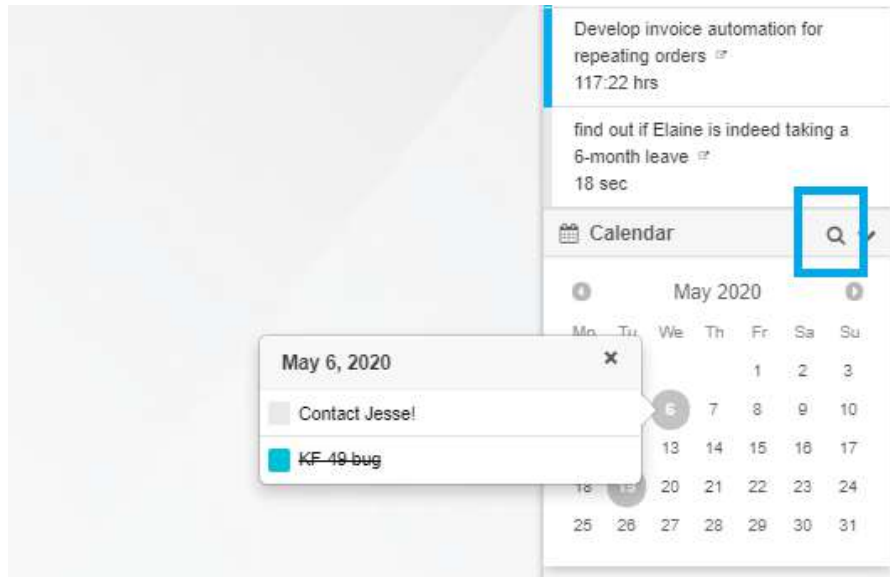 Develop invoice automation for
repeating orders
117:22 hrs
find out if Elaine is indeed taking a
6-month leave
18 sec
Calendar
May 2020
Mo Tu We Th Fr Sa Su
1 2 3
6 7 8 9 10
13 14 15 16 17
18 19 20 21 22 23 24
25 26 27 28 29 30 31
May 6, 2020
Contact Jesse!
KF-49 bug